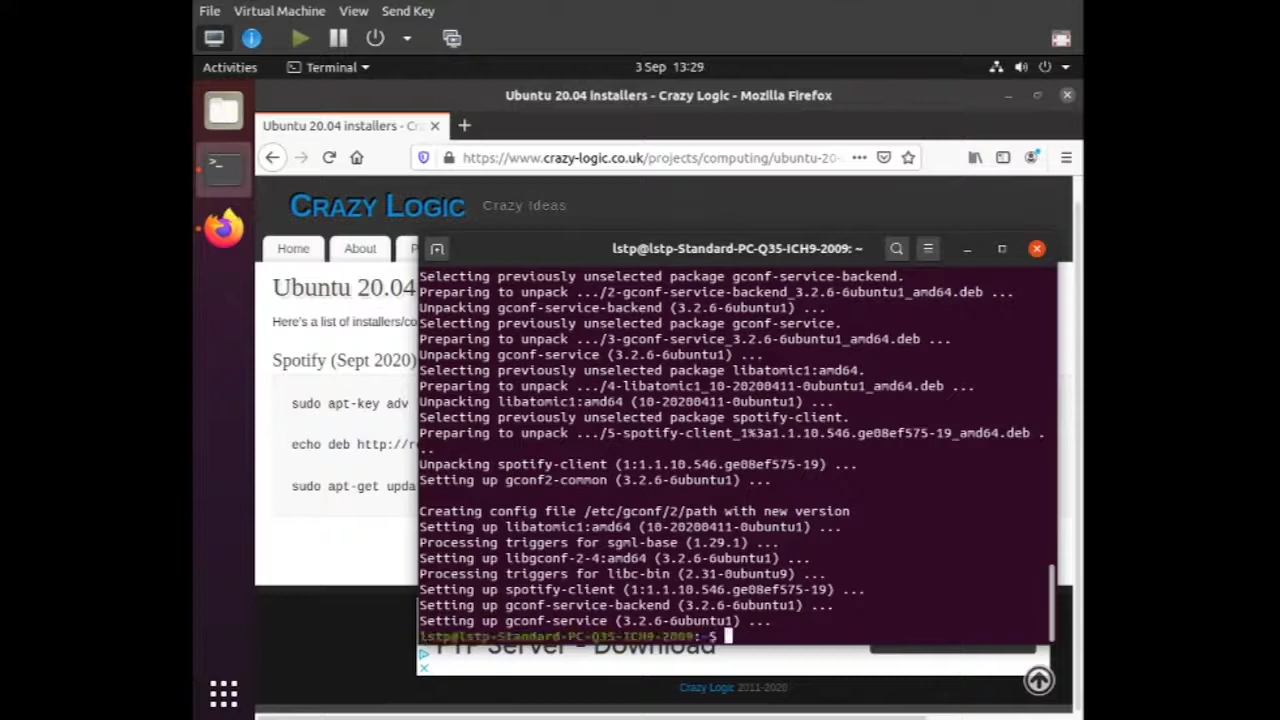 File Virtual Machine View Send Key
Activities Terminal 3 Sep 13:29
Ubuntu 20.04 installers - Crazy Logic - Mozilla Firefox
Ubuntu 20.04 installers - Cr
https://www.crazy-logic.co.uk/projects/computing/ubuntu-20-
CRAZY LOGIC Crazy Ideas
Home About P
lstp@lstp-Standard-PC-Q35-ICH9-2009: ~
Ubuntu 20.04
Here's a list of installers/co
Spotify (Sept 2020)
sudo apt-key adv
echo deb http://re
sudo apt-get upda
Selecting previously unselected package gconf-service-backend.
Preparing to unpack .../2-gconf-service-backend_3.2.6-6ubuntu1_amd64.deb ...
Unpacking gconf-service-backend (3.2.6-6ubuntu1) ...
Selecting previously unselected package gconf-service.
Preparing to unpack .../3-gconf-service_3.2.6-6ubuntu1_amd64.deb ...
Unpacking gconf-service (3.2.6-6ubuntu1) ...
Selecting previously unselected package libatomic1:amd64.
Preparing to unpack .../4-libatomic1_10-20200411-0ubuntu1_amd64.deb ...
Unpacking libatomic1:amd64 (10-20200411-0ubuntu1) ...
Selecting previously unselected package spotify-client.
Preparing to unpack .../5-spotify-client_1%3a1.1.10.546.ge08ef575-19_amd64.deb .
..
Unpacking spotify-client (1:1.1.10.546.ge08ef575-19) ...
Setting up gconf2-common (3.2.6-6ubuntu1) ...
Creating config file /etc/gconf/2/path with new version
Setting up libatomic1:amd64 (10-20200411-0ubuntu1) ...
Processing triggers for sgml-base (1.29.1) ...
Setting up libgconf-2-4:amd64 (3.2.6-6ubuntu1) ...
Processing triggers for libc-bin (2.31-0ubuntu9) ...
Setting up spotify-client (1:1.1.10.546.ge08ef575-19) ...
Setting up gconf-service-backend (3.2.6-6ubuntu1) ...
Setting up gconf-service (3.2.6-6ubuntu1) ...
lstp@lstp-Standard-PC-Q35-ICH9-2009:~$
FTP Server - Download
Crazy Logic 2011-2020